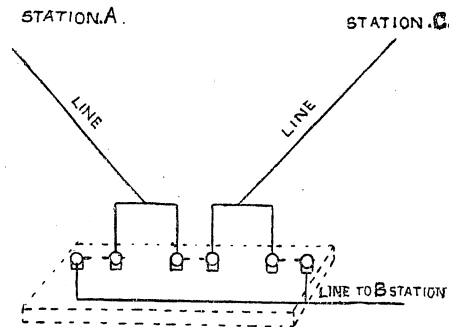 STATION.A.
STATION.C.
LINE
LINE
LINE TO B STATION